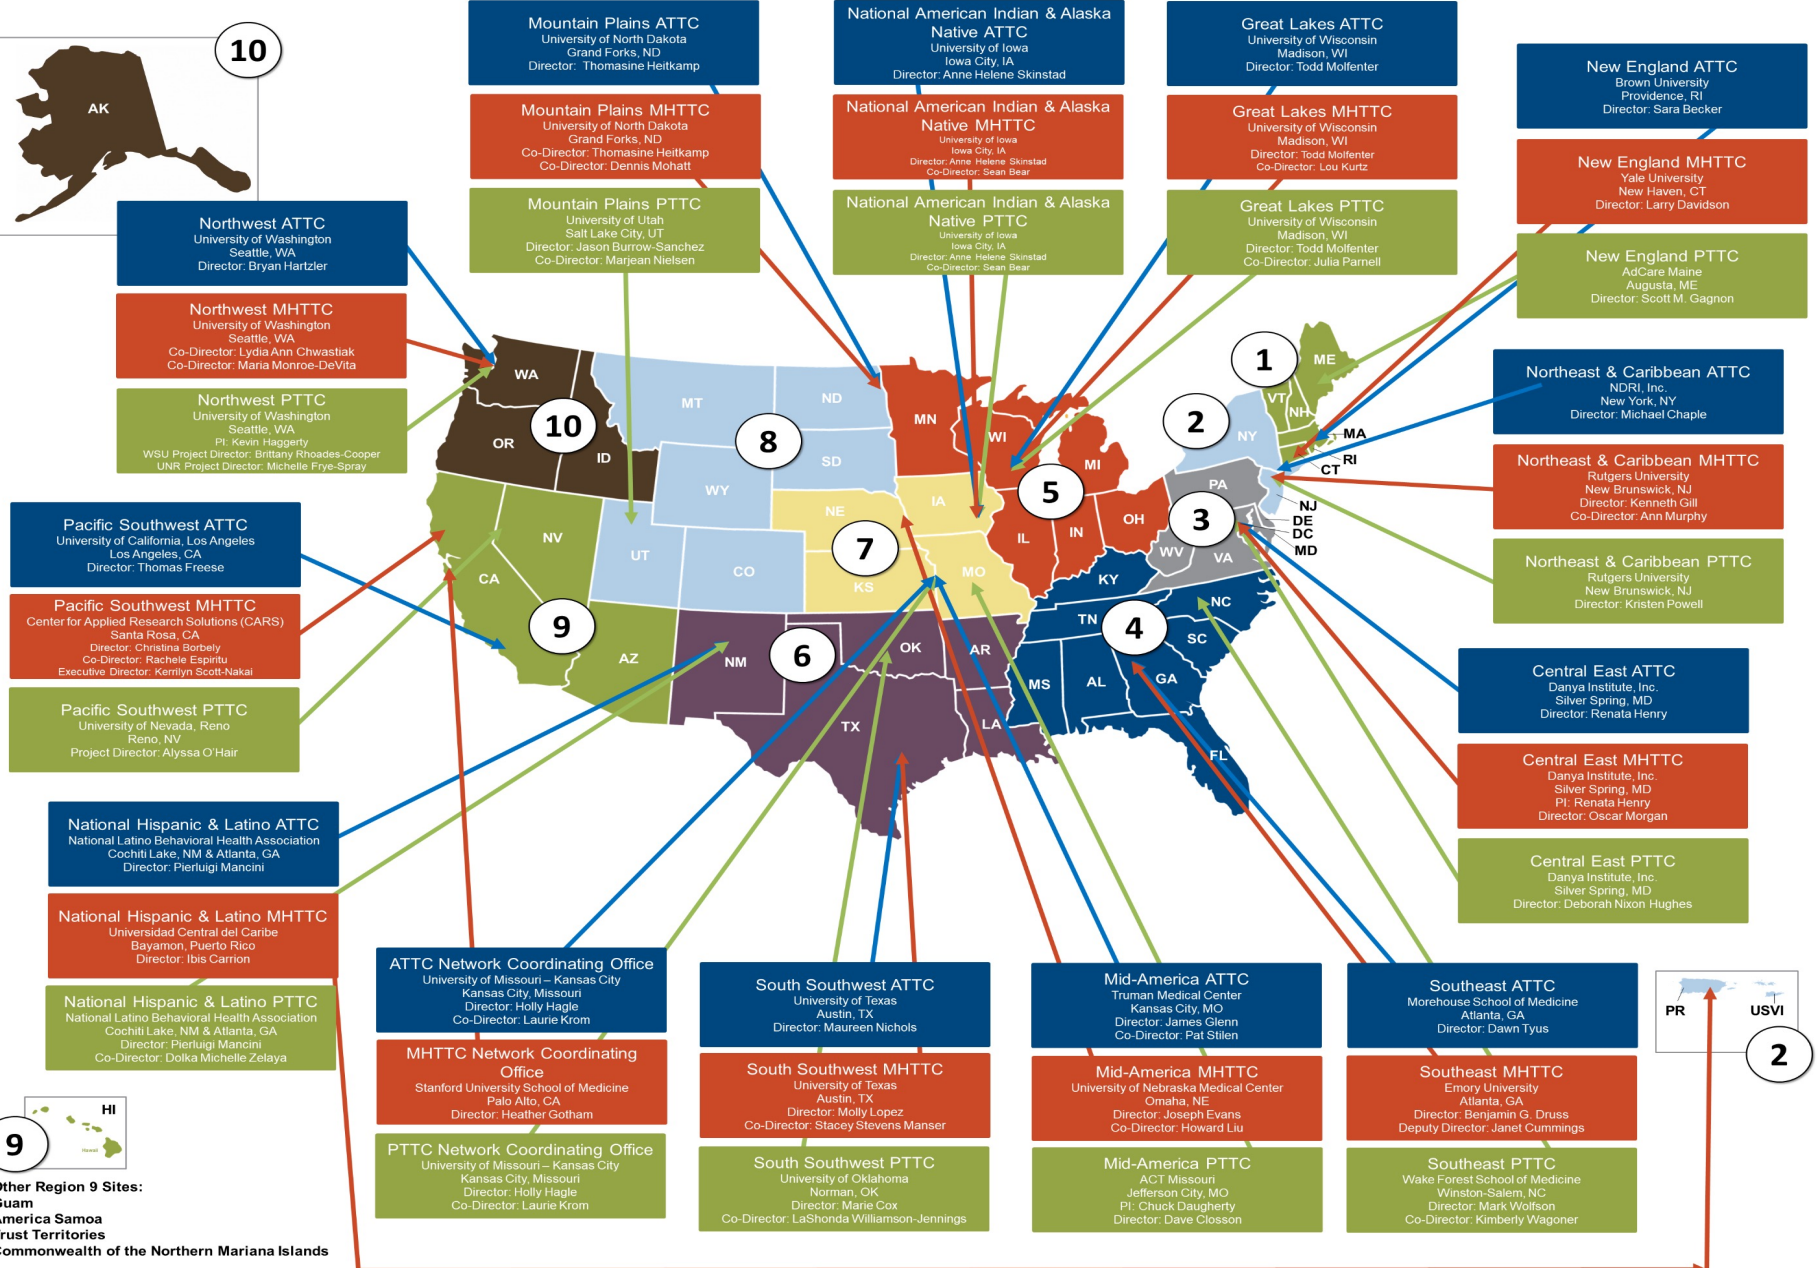 10
AK
Mountain Plains ATTC
University of North Dakota
Grand Forks, ND
Director:  Thomasine Heitkamp
Mountain Plains MHTTC
University of North Dakota
Grand Forks, ND
Co-Director: Thomasine Heitkamp
Co-Director: Dennis Mohatt
Mountain Plains PTTC
University of Utah
Salt Lake City, UT
Director: Jason Burrow-Sanchez
Co-Director: Marjean Nielsen
National American Indian & Alaska
Native ATTC
University of Iowa
Iowa City, IA
Director: Anne Helene Skinstad
National American Indian & Alaska
Native MHTTC
University of Iowa
Iowa City, IA
Director: Anne Helene Skinstad
Co-Director: Sean Bear
National American Indian & Alaska
Native PTTC
University of Iowa
Iowa City, IA
Director: Anne Helene Skinstad
Co-Director: Sean Bear
Great Lakes ATTC
University of Wisconsin
Madison, WI
Director: Todd Molfenter
Great Lakes MHTTC
University of Wisconsin
Madison, WI
Director: Todd Molfenter
Co-Director: Lou Kurtz
Great Lakes PTTC
University of Wisconsin
Madison, WI
Director: Todd Molfenter
Co-Director: Julia Parnell
New England ATTC
Brown University
Providence, RI
Director: Sara Becker
New England MHTTC
Yale University
New Haven, CT
Director: Larry Davidson
New England PTTC
AdCare Maine
Augusta, ME
Director: Scott M. Gagnon
Northwest ATTC
University of Washington
Seattle, WA
Director: Bryan Hartzler
Northwest MHTTC
University of Washington
Seattle, WA
Co-Director: Lydia Ann Chwastiak
Co-Director: Maria Monroe-DeVita
Northwest PTTC
University of Washington
Seattle, WA
PI: Kevin Haggerty
WSU Project Director: Brittany Rhoades-Cooper
UNR Project Director: Michelle Frye-Spray
Northeast & Caribbean ATTC
NDRI, Inc.
New York, NY
Director: Michael Chaple
Northeast & Caribbean MHTTC
Rutgers University
New Brunswick, NJ
Director: Kenneth Gill
Co-Director: Ann Murphy
Northeast & Caribbean PTTC
Rutgers University
New Brunswick, NJ
Director: Kristen Powell
WA
OR
ID
10
MT
ND
SD
WY
8
UT
CO
MN
WI
MI
IL
IN
OH
5
1
ME
VT
NH
MA
RI
CT
2
NY
PA
NJ
DE
DC
MD
3
WV
VA
NE
IA
7
KS
MO
NV
CA
AZ
9
NM
6
OK
AR
TX
LA
KY
TN
NC
SC
4
MS
AL
GA
FL
Pacific Southwest ATTC
University of California, Los Angeles
Los Angeles, CA
Director: Thomas Freese
Pacific Southwest MHTTC
Center for Applied Research Solutions (CARS)
Santa Rosa, CA
Director: Christina Borbely
Co-Director: Rachele Espiritu
Executive Director: Kerrilyn Scott-Nakai
Pacific Southwest PTTC
University of Nevada, Reno
Reno, NV
Project Director: Alyssa O'Hair
Central East ATTC
Danya Institute, Inc.
Silver Spring, MD
Director: Renata Henry
Central East MHTTC
Danya Institute, Inc.
Silver Spring, MD
PI: Renata Henry
Director: Oscar Morgan
Central East PTTC
Danya Institute, Inc.
Silver Spring, MD
Director: Deborah Nixon Hughes
National Hispanic & Latino ATTC
National Latino Behavioral Health Association
Cochiti Lake, NM & Atlanta, GA
Director: Pierluigi Mancini
National Hispanic & Latino MHTTC
Universidad Central del Caribe
Bayamon, Puerto Rico
Director: Ibis Carrion
National Hispanic & Latino PTTC
National Latino Behavioral Health Association
Cochiti Lake, NM & Atlanta, GA
Director: Pierluigi Mancini
Co-Director: Dolka Michelle Zelaya
ATTC Network Coordinating Office
University of Missouri – Kansas City
Kansas City, Missouri
Director: Holly Hagle
Co-Director: Laurie Krom
MHTTC Network Coordinating
Office
Stanford University School of Medicine
Palo Alto, CA
Director: Heather Gotham
PTTC Network Coordinating Office
University of Missouri – Kansas City
Kansas City, Missouri
Director: Holly Hagle
Co-Director: Laurie Krom
South Southwest ATTC
University of Texas
Austin, TX
Director: Maureen Nichols
South Southwest MHTTC
University of Texas
Austin, TX
Director: Molly Lopez
Co-Director: Stacey Stevens Manser
South Southwest PTTC
University of Oklahoma
Norman, OK
Director: Marie Cox
Co-Director: LaShonda Williamson-Jennings
Mid-America ATTC
Truman Medical Center
Kansas City, MO
Director: James Glenn
Co-Director: Pat Stilen
Mid-America MHTTC
University of Nebraska Medical Center
Omaha, NE
Director: Joseph Evans
Co-Director: Howard Liu
Mid-America PTTC
ACT Missouri
Jefferson City, MO
PI: Chuck Daugherty
Director: Dave Closson
Southeast ATTC
Morehouse School of Medicine
Atlanta, GA
Director: Dawn Tyus
Southeast MHTTC
Emory University
Atlanta, GA
Director: Benjamin G. Druss
Deputy Director: Janet Cummings
Southeast PTTC
Wake Forest School of Medicine
Winston-Salem, NC
Director: Mark Wolfson
Co-Director: Kimberly Wagoner
PR
USVI
2
HI
Hawaii
9
Other Region 9 Sites:
Guam
America Samoa
Trust Territories
Commonwealth of the Northern Mariana Islands